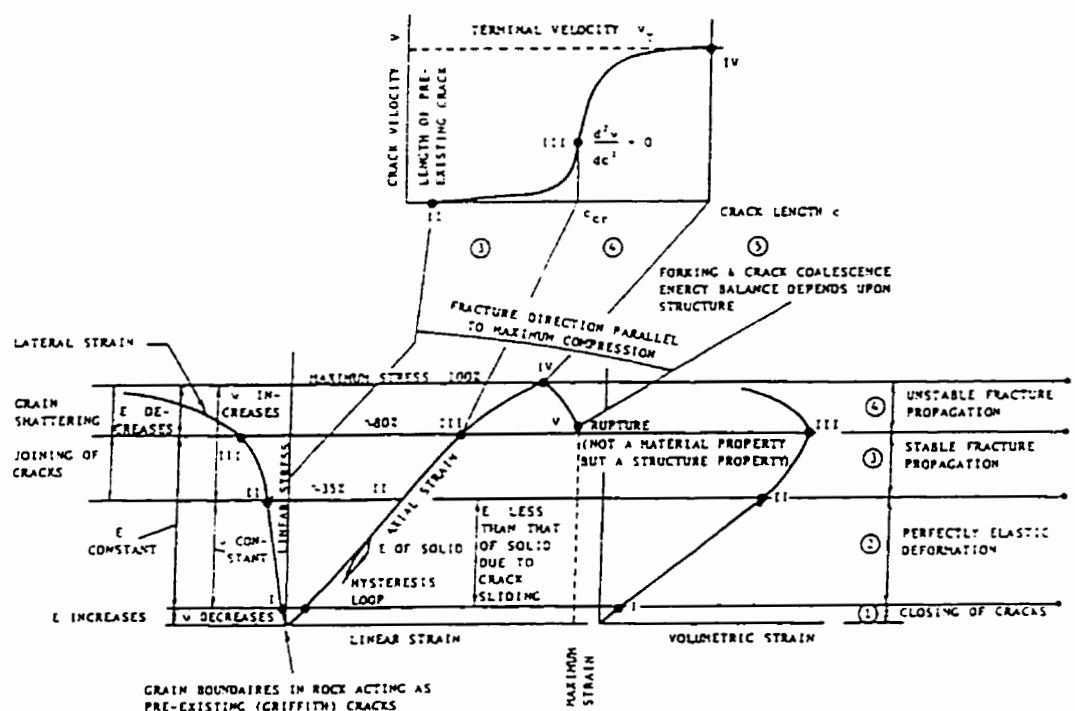 V
TERMINAL VELOCITY V_T
CRACK VELOCITY
LENGTH OF PRE-
EXISTING CRACK
IV
III
d²v
dc²
= 0
II
c_cr
CRACK LENGTH c
③
④
⑤
FORKING & CRACK COALESCENCE
ENERGY BALANCE DEPENDS UPON
STRUCTURE
FRACTURE DIRECTION PARALLEL
TO MAXIMUM COMPRESSION
LATERAL STRAIN
MAXIMUM STRESS 100%
IV
GRAIN
SHATTERING
E DE-
CREASES
ν IN-
CREASES
④
UNSTABLE FRACTURE
PROPAGATION
~80%
III
V
RUPTURE
(NOT A MATERIAL PROPERTY
BUT A STRUCTURE PROPERTY)
III
JOINING OF
CRACKS
III
③
STABLE FRACTURE
PROPAGATION
LINEAR STRESS
II
~35%
II
AXIAL STRAIN
II
E
CONSTANT
ν CON-
STANT
E OF SOLID
HYSTERESIS
LOOP
E LESS
THAN THAT
OF SOLID
DUE TO
CRACK
SLIDING
②
PERFECTLY ELASTIC
DEFORMATION
E INCREASES
ν DECREASES
I
I
①
CLOSING OF CRACKS
LINEAR STRAIN
MAXIMUM
STRAIN
VOLUMETRIC STRAIN
GRAIN BOUNDAIRES IN ROCK ACTING AS
PRE-EXISTING (GRIFFITH) CRACKS